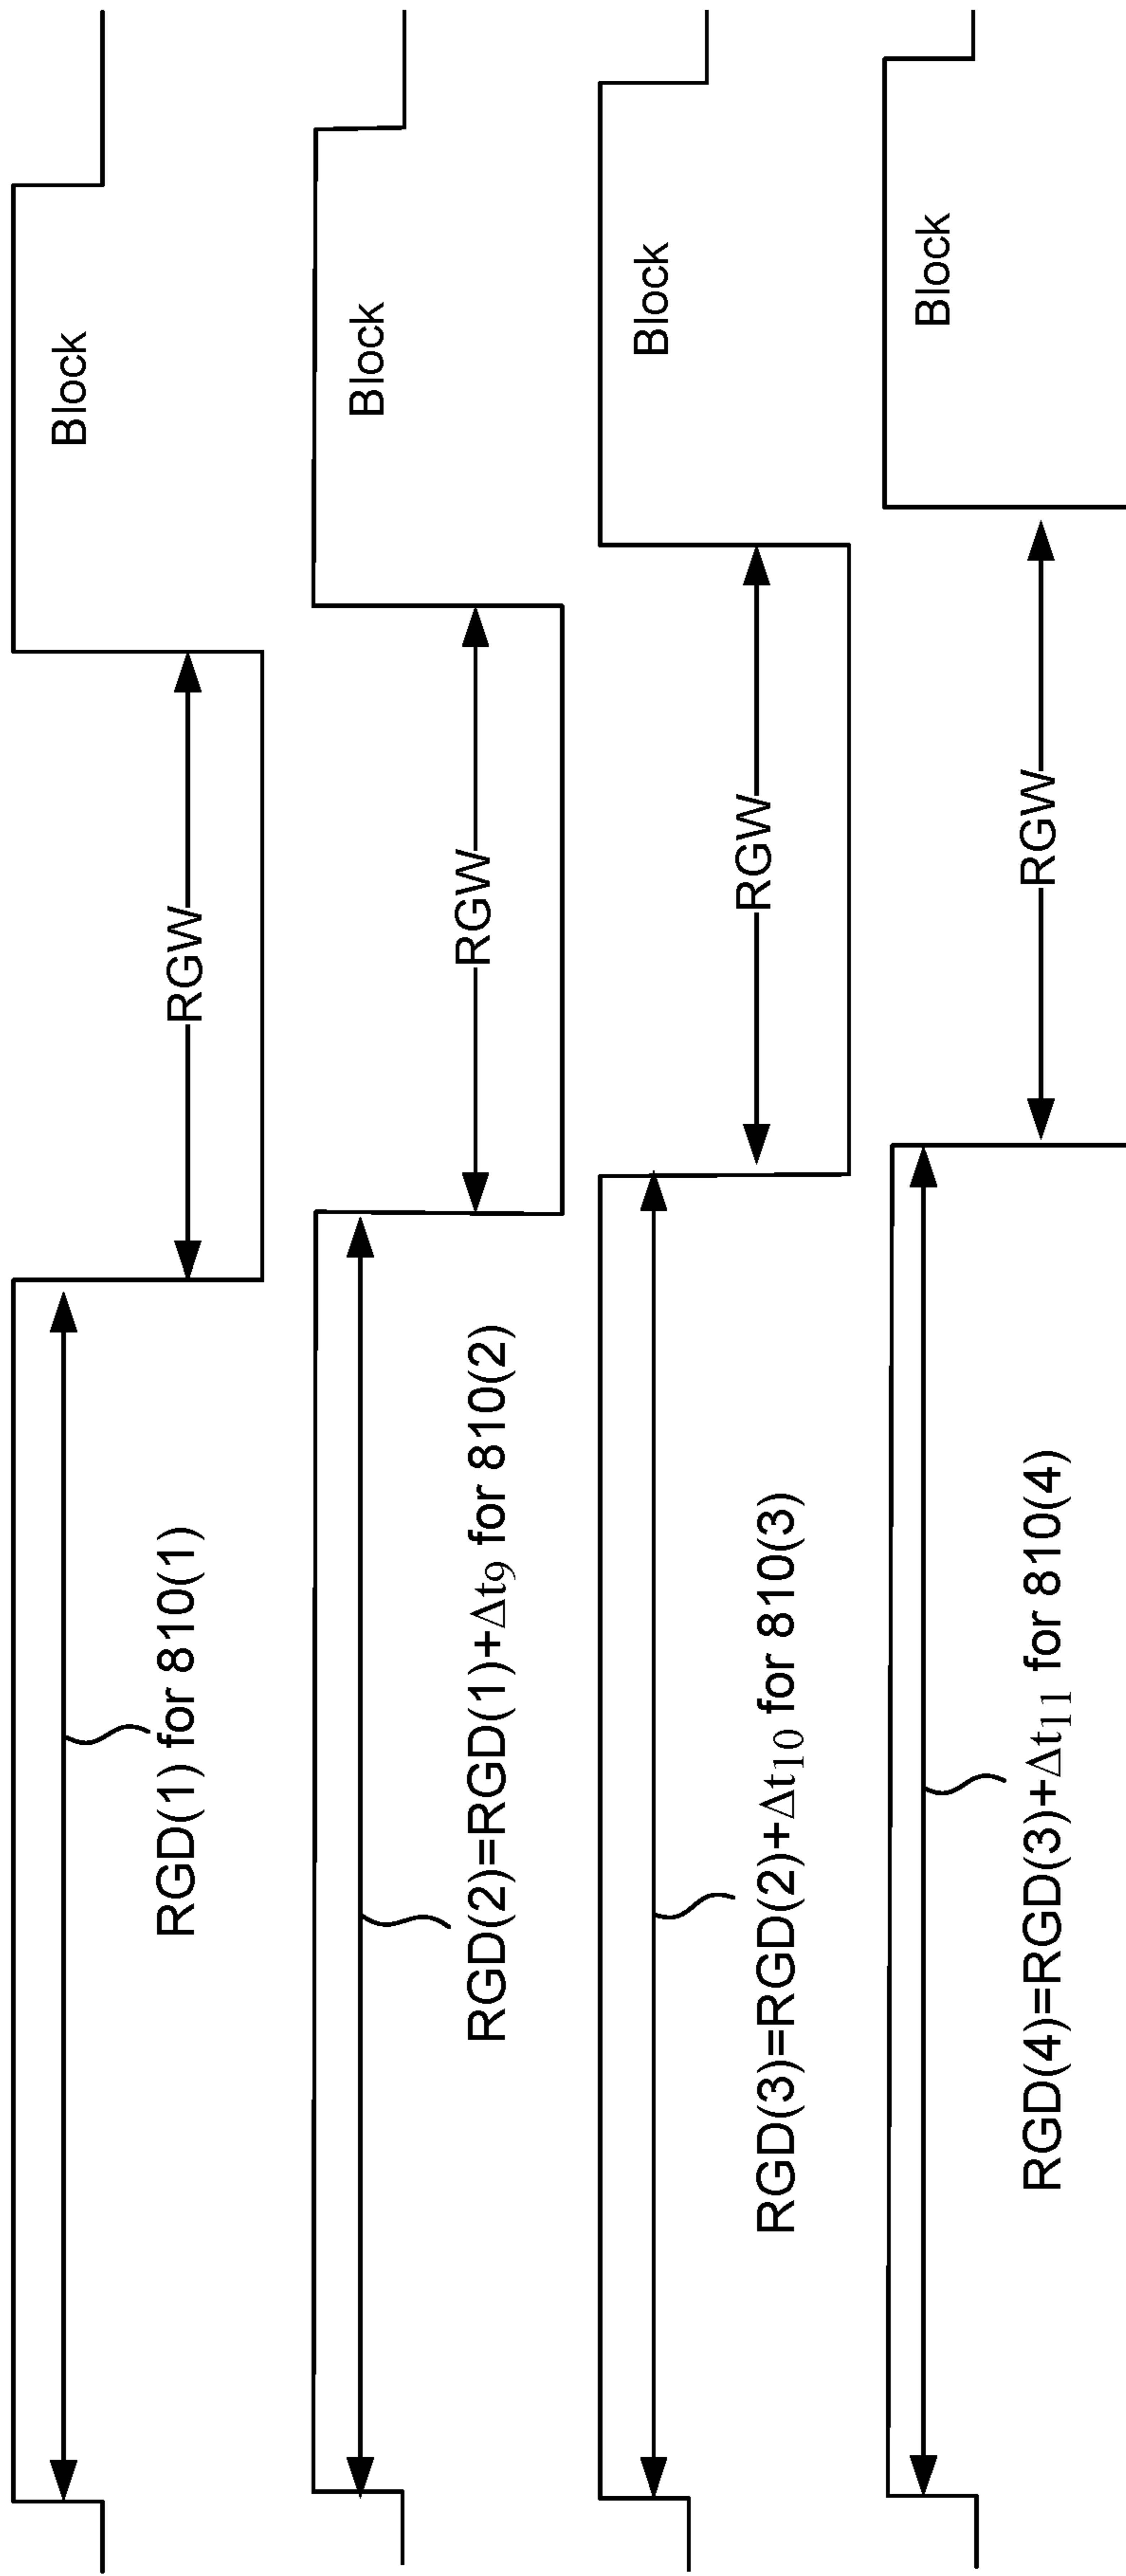 RGD(1) for 810(1)
RGW
Block
RGD(2)=RGD(1)+Δt₉ for 810(2)
RGW
Block
RGD(3)=RGD(2)+Δt₁₀ for 810(3)
RGW
Block
RGD(4)=RGD(3)+Δt₁₁ for 810(4)
RGW
Block